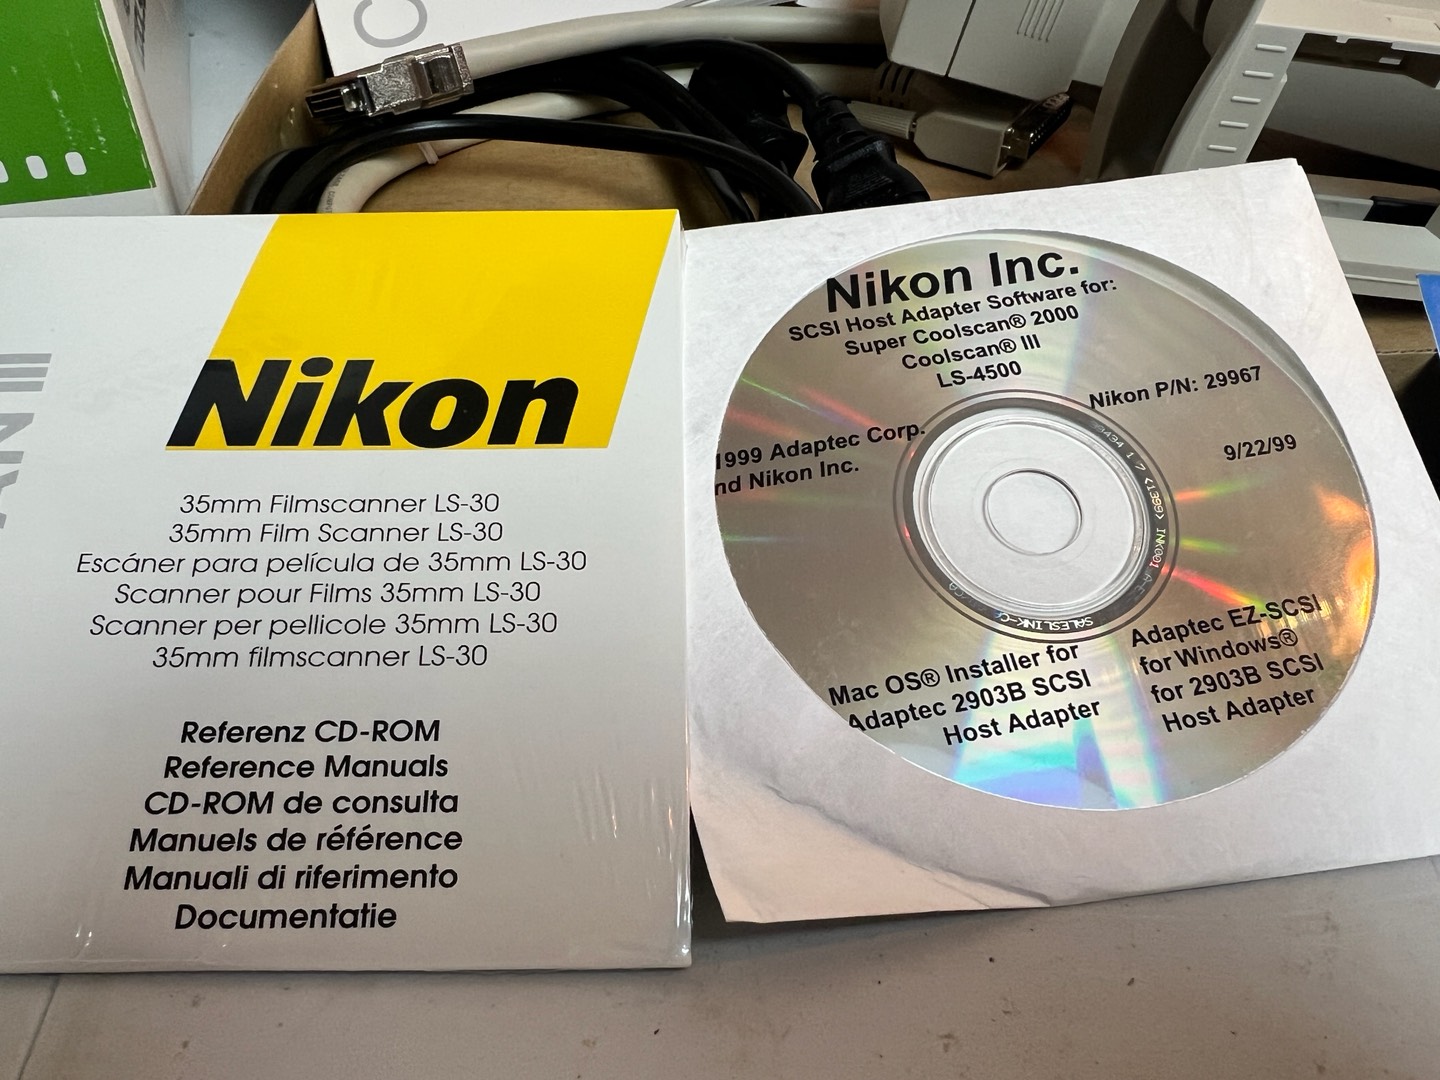 Nikon
35mm Filmscanner LS-30
35mm Film Scanner LS-30
Escáner para película de 35mm LS-30
Scanner pour Films 35mm LS-30
Scanner per pellicole 35mm LS-30
35mm filmscanner LS-30
Referenz CD-ROM
Reference Manuals
CD-ROM de consulta
Manuels de référence
Manuali di riferimento
Documentatie
Nikon Inc.
SCSI Host Adapter Software for:
Super Coolscan® 2000
Coolscan® III
LS-4500
Nikon P/N: 29967
9/22/99
1999 Adaptec Corp.
nd Nikon Inc.
Mac OS® Installer for
Adaptec 2903B SCSI
Host Adapter
Adaptec EZ-SCSI
for Windows®
for 2903B SCSI
Host Adapter